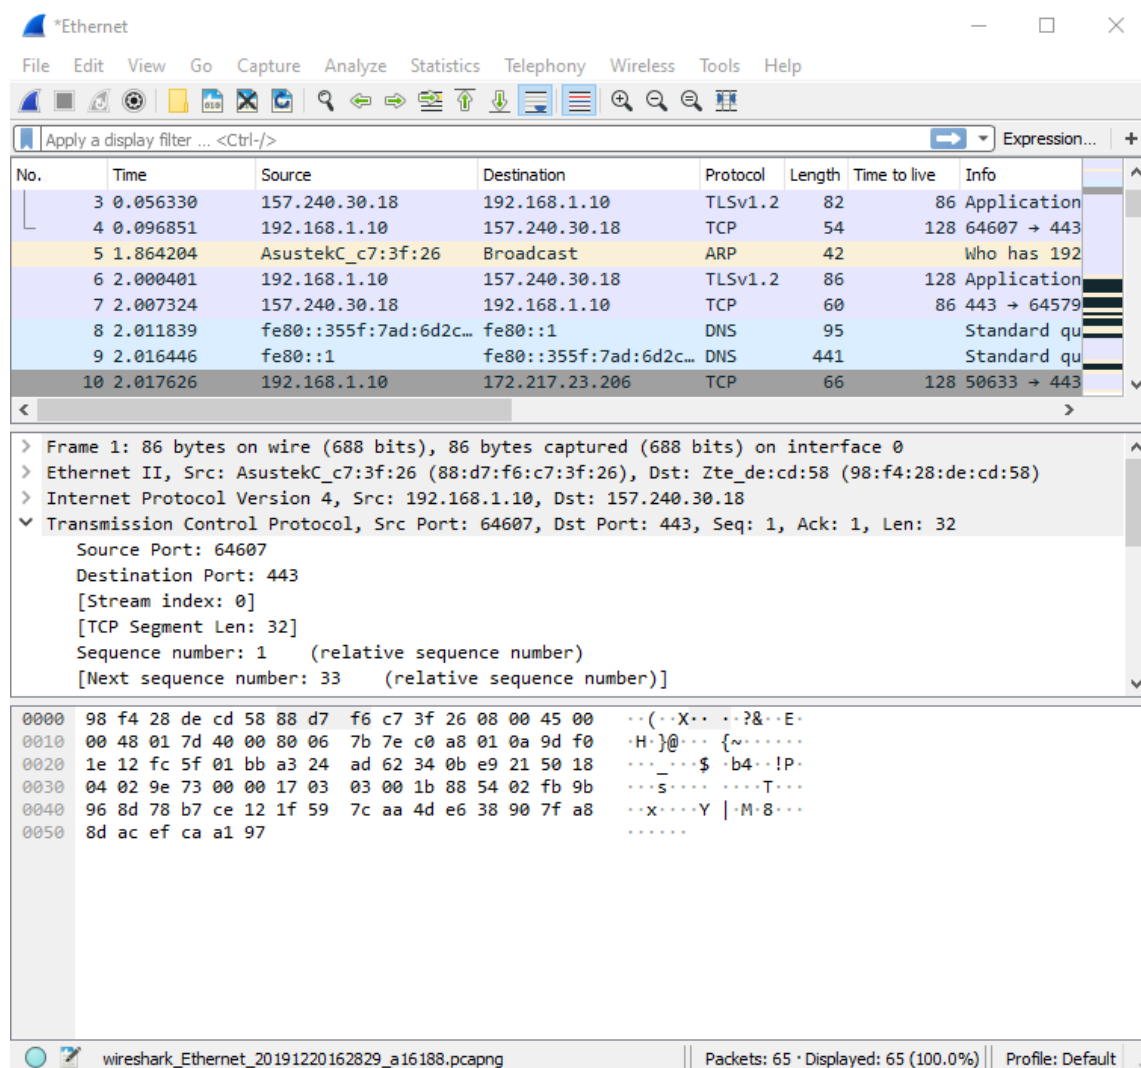 *Ethernet
File Edit View Go Capture Analyze Statistics Telephony Wireless Tools Help
Apply a display filter ... <Ctrl-/> Expression... +
No. Time Source Destination Protocol Length Time to live Info
3 0.056330 157.240.30.18 192.168.1.10 TLSv1.2 82 86 Application
4 0.096851 192.168.1.10 157.240.30.18 TCP 54 128 64607 → 443
5 1.864204 AsustekC_c7:3f:26 Broadcast ARP 42 Who has 192
6 2.000401 192.168.1.10 157.240.30.18 TLSv1.2 86 128 Application
7 2.007324 157.240.30.18 192.168.1.10 TCP 60 86 443 → 64579
8 2.011839 fe80::355f:7ad:6d2c… fe80::1 DNS 95 Standard qu
9 2.016446 fe80::1 fe80::355f:7ad:6d2c… DNS 441 Standard qu
10 2.017626 192.168.1.10 172.217.23.206 TCP 66 128 50633 → 443
> Frame 1: 86 bytes on wire (688 bits), 86 bytes captured (688 bits) on interface 0
> Ethernet II, Src: AsustekC_c7:3f:26 (88:d7:f6:c7:3f:26), Dst: Zte_de:cd:58 (98:f4:28:de:cd:58)
> Internet Protocol Version 4, Src: 192.168.1.10, Dst: 157.240.30.18
Transmission Control Protocol, Src Port: 64607, Dst Port: 443, Seq: 1, Ack: 1, Len: 32
Source Port: 64607
Destination Port: 443
[Stream index: 0]
[TCP Segment Len: 32]
Sequence number: 1 (relative sequence number)
[Next sequence number: 33 (relative sequence number)]
0000 98 f4 28 de cd 58 88 d7 f6 c7 3f 26 08 00 45 00 ··(··X·· ··?&··E·
0010 00 48 01 7d 40 00 80 06 7b 7e c0 a8 01 0a 9d f0 ·H·}@··· {~······
0020 1e 12 fc 5f 01 bb a3 24 ad 62 34 0b e9 21 50 18 ···_···$ ·b4··!P·
0030 04 02 9e 73 00 00 17 03 03 00 1b 88 54 02 fb 9b ···s···· ····T···
0040 96 8d 78 b7 ce 12 1f 59 7c aa 4d e6 38 90 7f a8 ··x····Y |·M·8···
0050 8d ac ef ca a1 97 ······
wireshark_Ethernet_20191220162829_a16188.pcapng Packets: 65 · Displayed: 65 (100.0%) Profile: Default